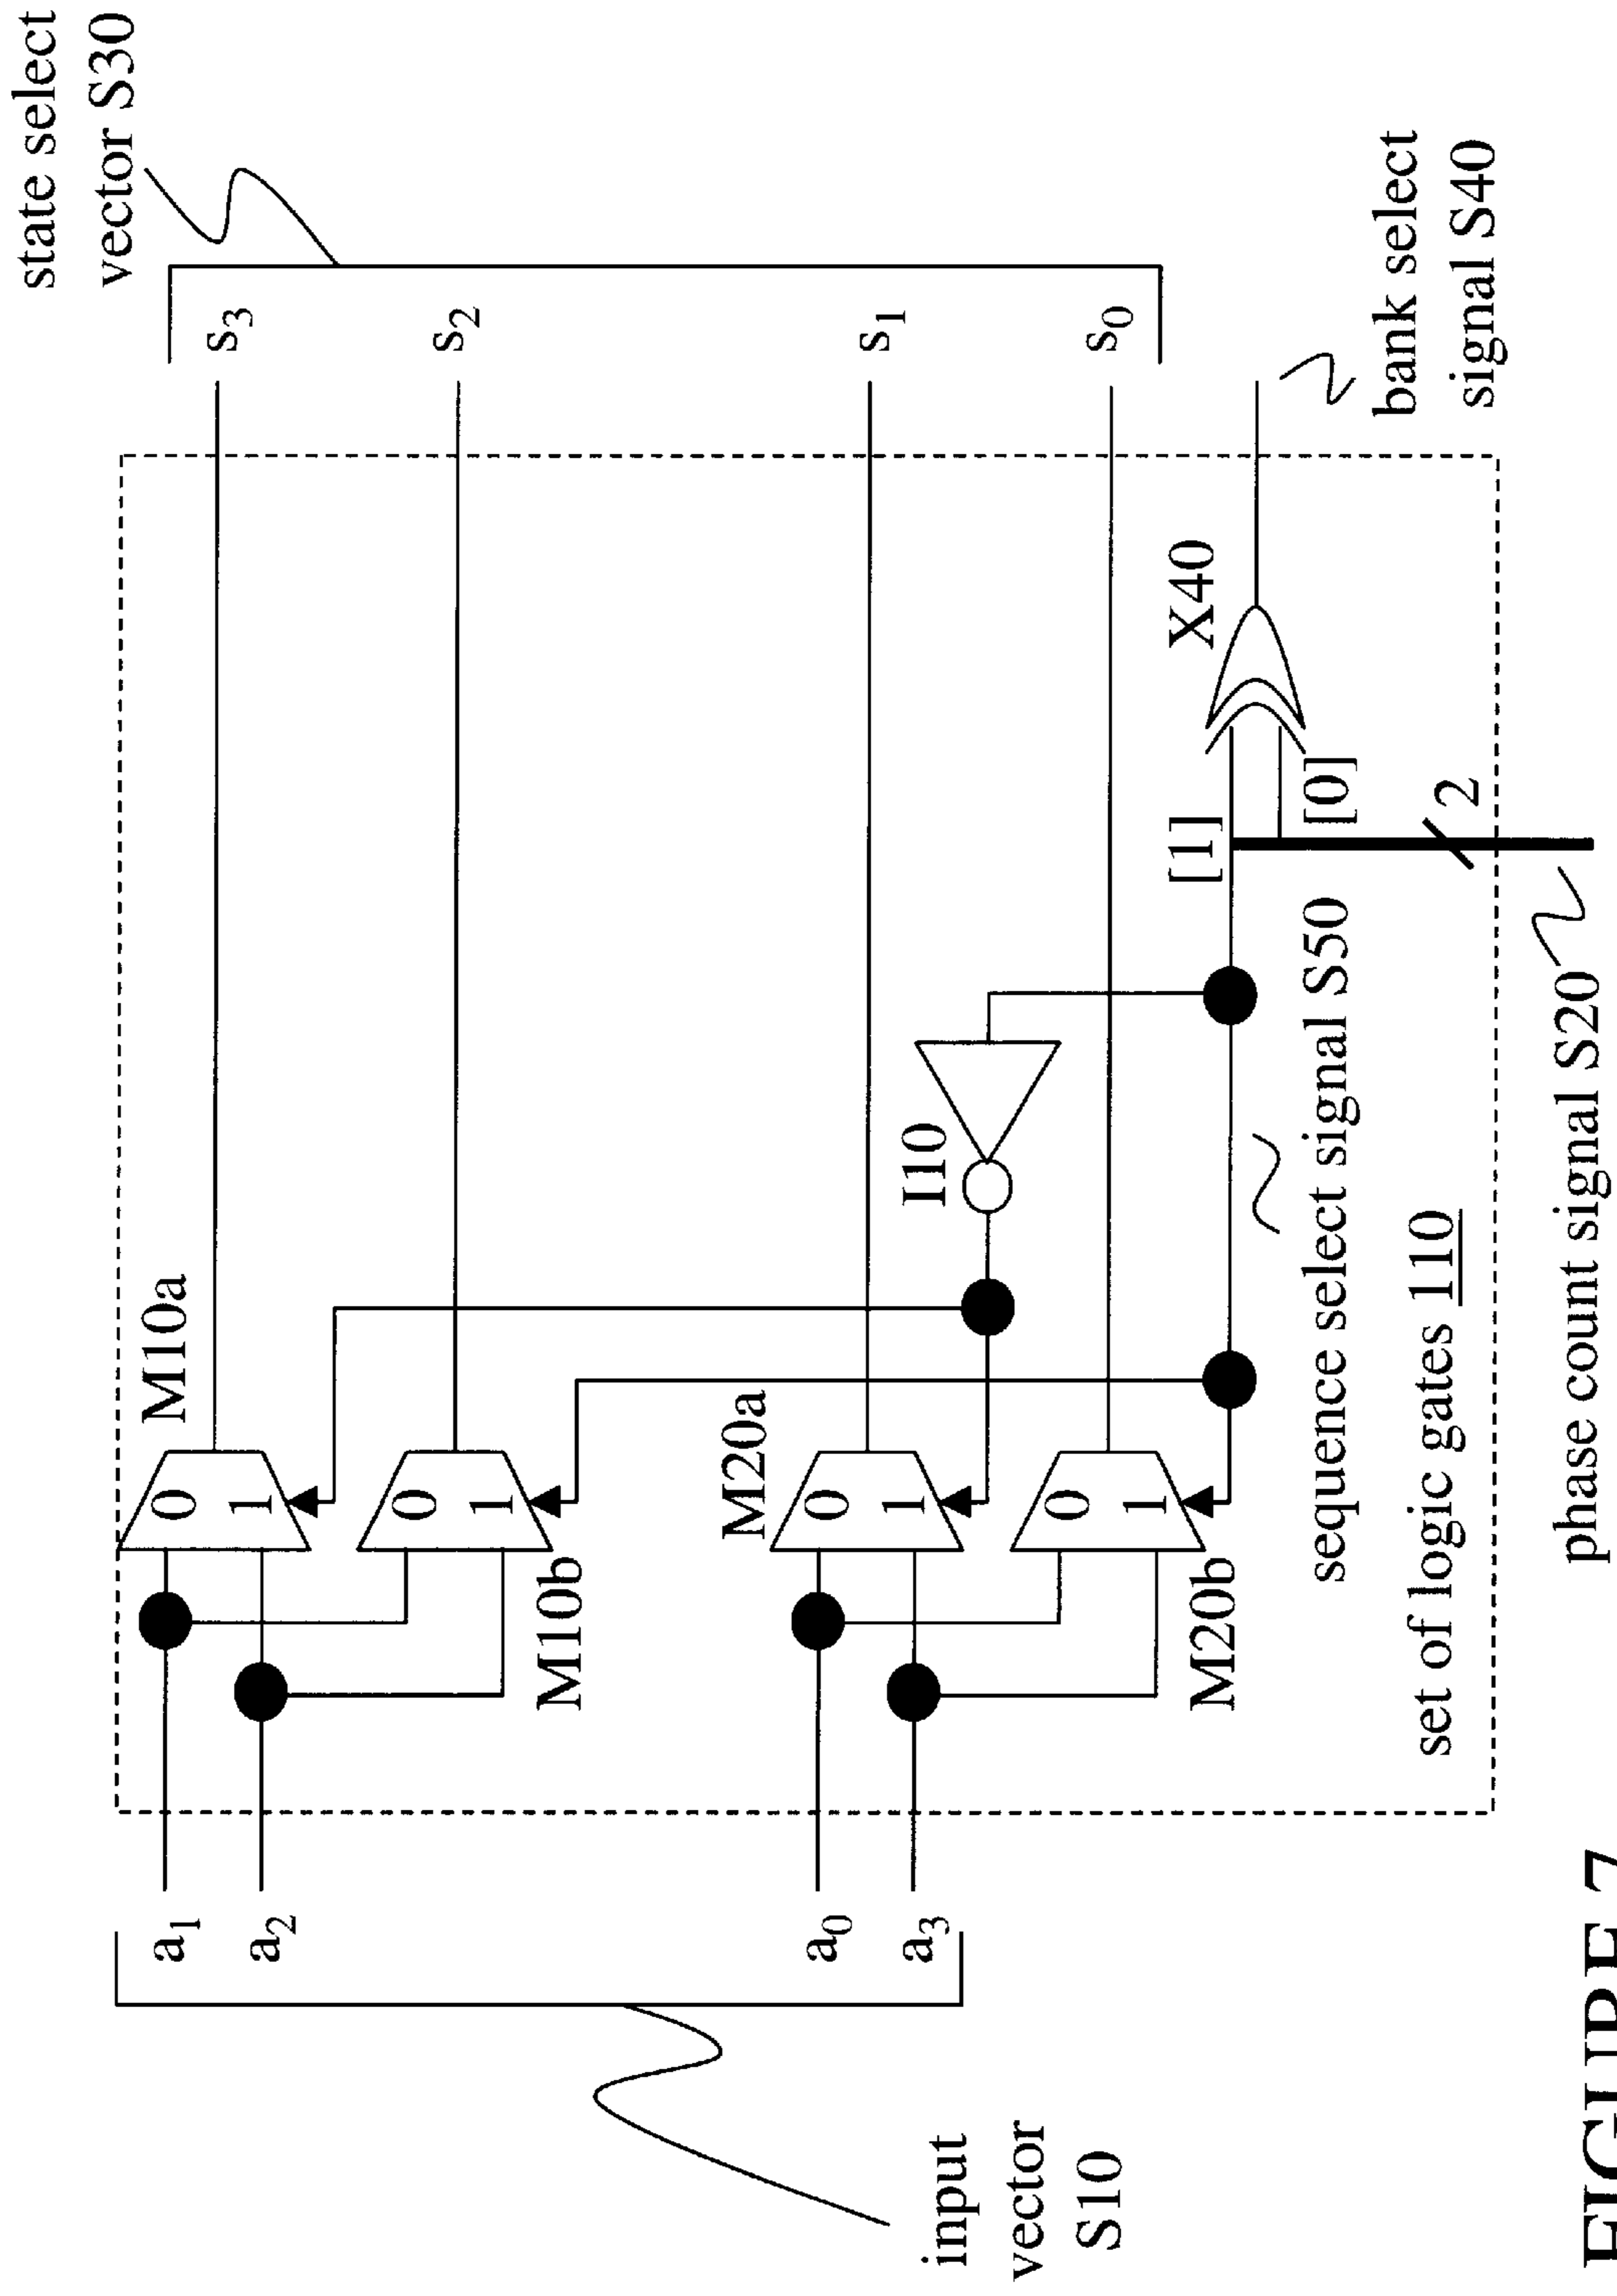 state select
vector S30
s3
s2
s1
s0
bank select
signal S40
X40
[1]
[0]
2
I10
M10a
0
1
0
1
M10b
M20a
0
1
0
1
M20b
sequence select signal S50
set of logic gates 110
phase count signal S20
a1
a2
a0
a3
input
vector
S10
FIGURE 7